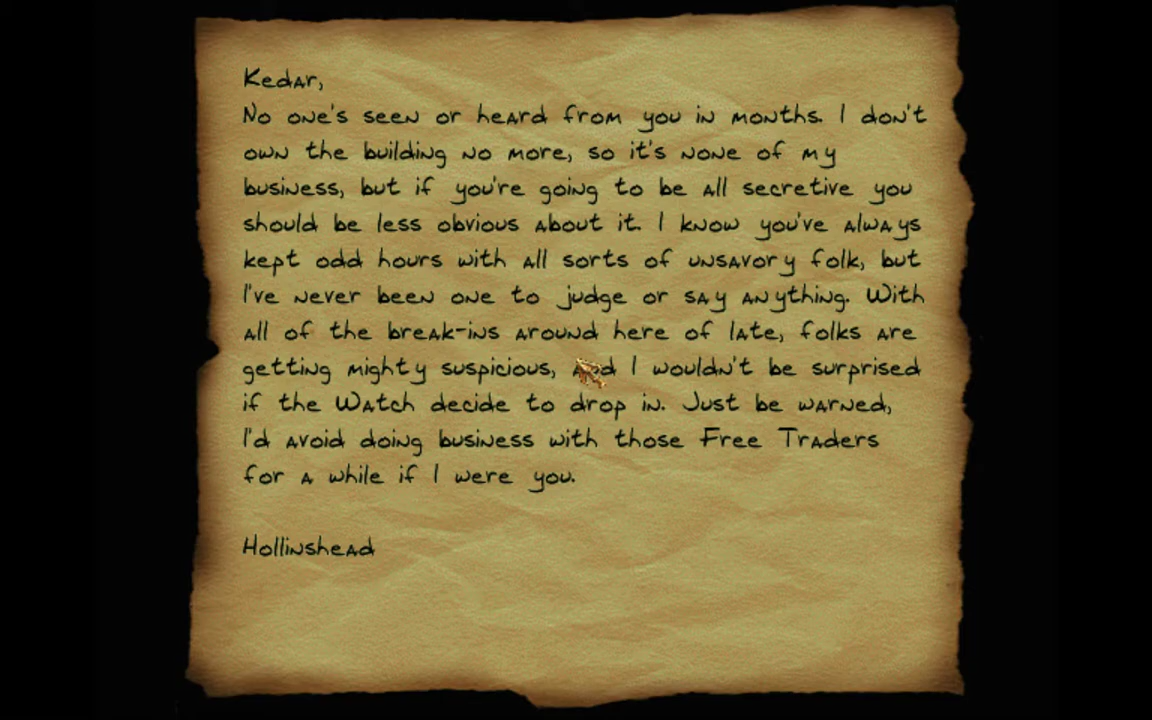 Kedar,
No one's seen or heard from you in months. I don't
own the building no more, so it's none of my
business, but if you're going to be all secretive you
should be less obvious about it. I know you've always
kept odd hours with all sorts of unsavory folk, but
I've never been one to judge or say anything. With
all of the break-ins around here of late, folks are
getting mighty suspicious, and I wouldn't be surprised
if the Watch decide to drop in. Just be warned,
I'd avoid doing business with those Free Traders
for a while if I were you.
Hollinshead